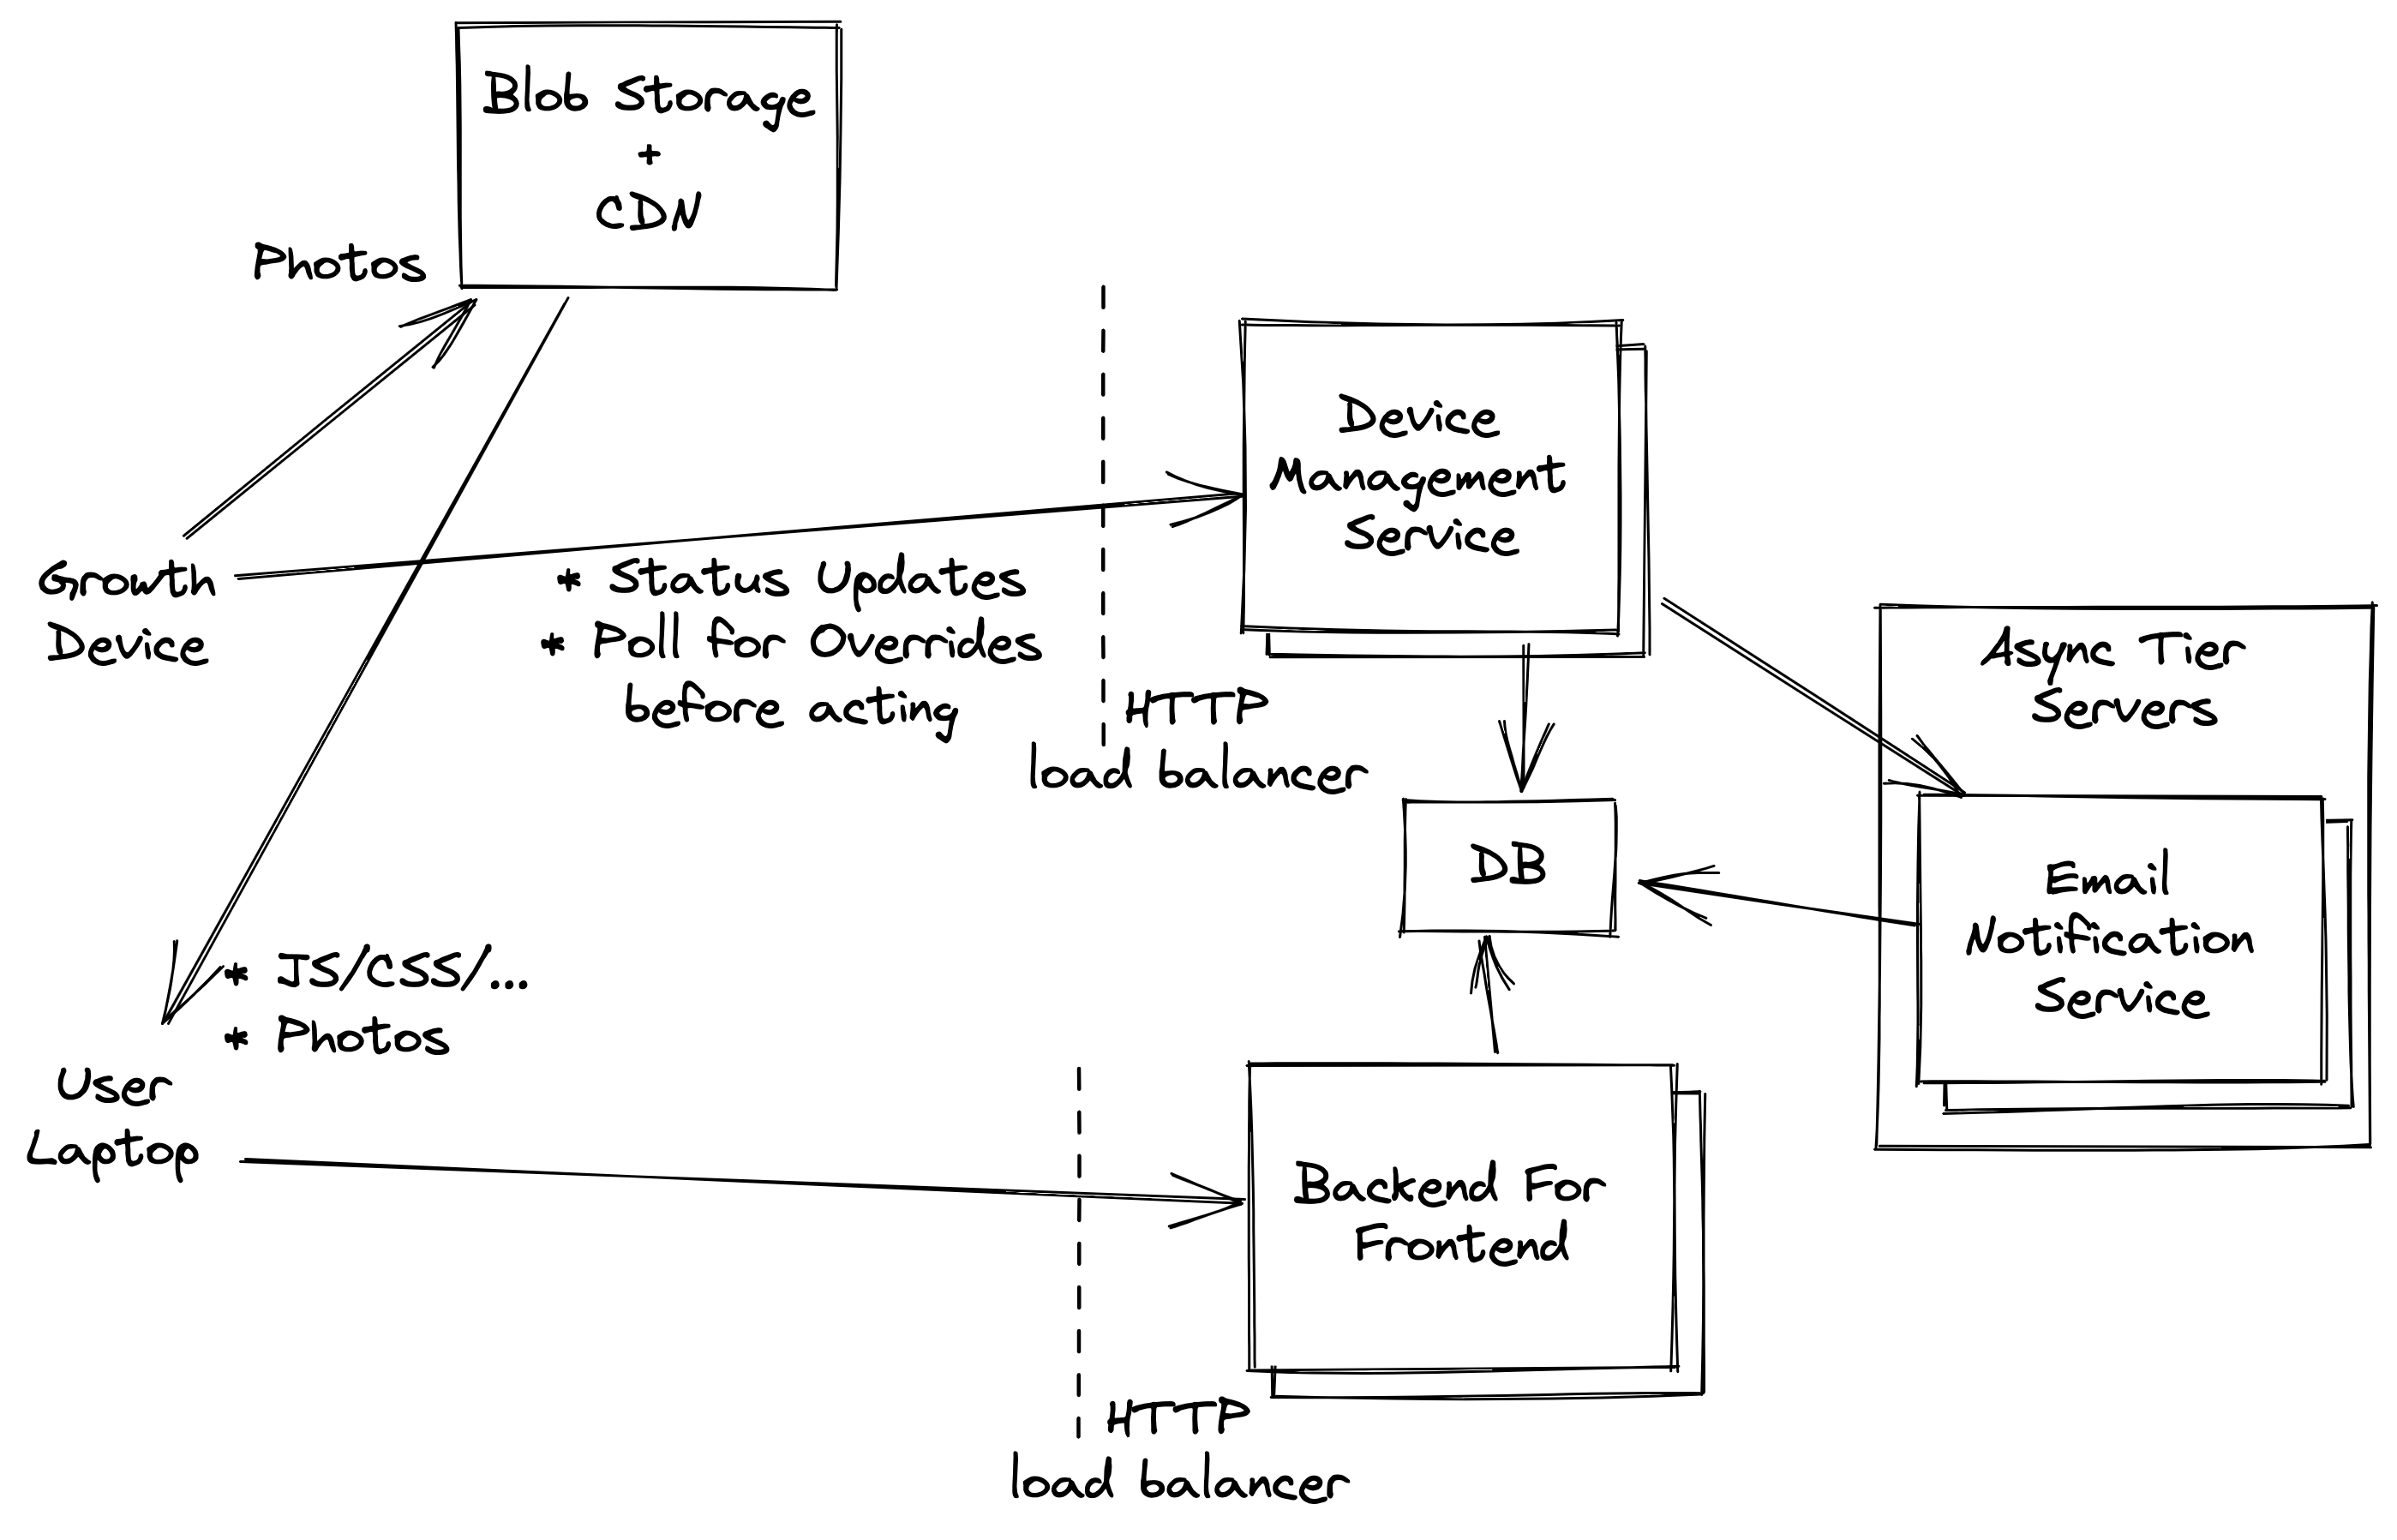 Blob Storage
+
CDN
Photos
Device
Management
Service
Growth
Device
* Status Updates
* Poll for Overrides
before acting
HTTP
load balancer
Async Tier
Servers
DB
Email
Notification
Service
* JS/CSS/...
* Photos
User
Laptop
Backend For
Frontend
HTTP
load balancer